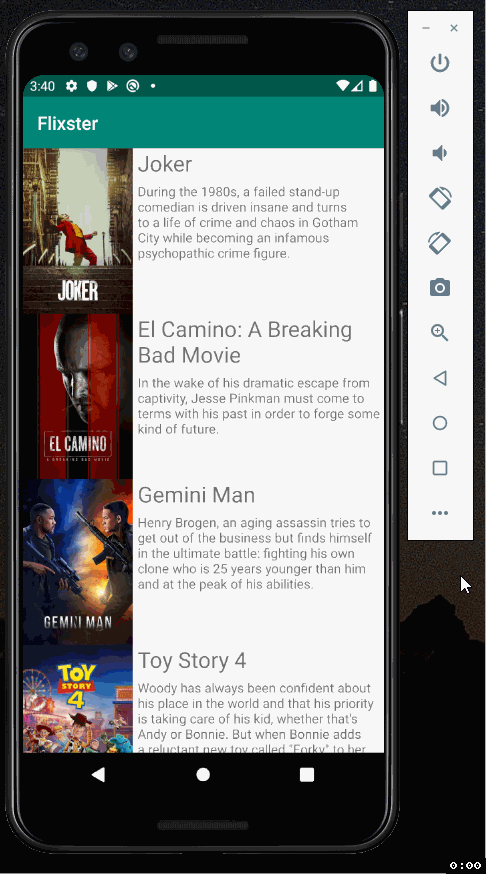 3:40
Flixster
Joker
During the 1980s, a failed stand-up
comedian is driven insane and turns
to a life of crime and chaos in Gotham
City while becoming an infamous
psychopathic crime figure.
JOKER
El Camino: A Breaking
Bad Movie
In the wake of his dramatic escape from
captivity, Jesse Pinkman must come to
terms with his past in order to forge some
kind of future.
EL CAMINO
A BREAKING BAD MOVIE
Gemini Man
Henry Brogen, an aging assassin tries to
get out of the business but finds himself
in the ultimate battle: fighting his own
clone who is 25 years younger than him
and at the peak of his abilities.
GEMINI MAN
Toy Story 4
Woody has always been confident about
his place in the world and that his priority
is taking care of his kid, whether that's
Andy or Bonnie. But when Bonnie adds
a reluctant new toy called "Forky" to her
TOY
STORY
4
0:00